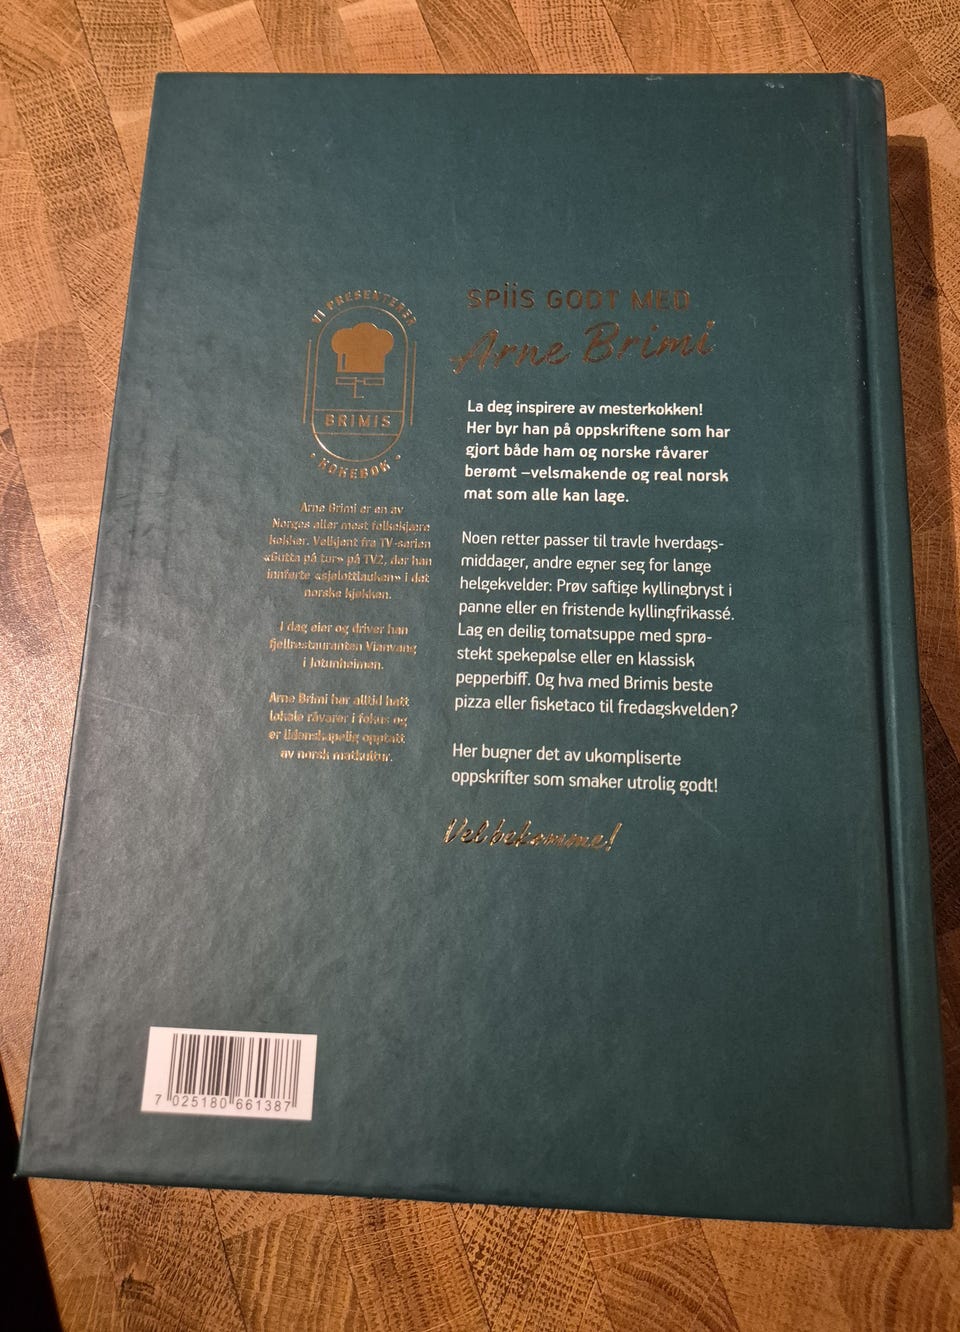 VI PRESENTERER
BRIMIS
• KOKEBOK •
Arne Brimi er en av
Norges aller mest folkekjære
kokker. Velkjent fra TV-serien
«Gutta på tur» på TV2, der han
innførte «sjølottlauken» i det
norske kjøkken.
I dag eier og driver han
fjellrestauranten Vianvang
i Jotunheimen.
Arne Brimi har alltid hatt
lokale råvarer i fokus og
er lidenskapelig opptatt
av norsk matkultur.
SPiiS GODT MED
Arne Brimi
La deg inspirere av mesterkokken!
Her byr han på oppskriftene som har
gjort både ham og norske råvarer
berømt –velsmakende og real norsk
mat som alle kan lage.
Noen retter passer til travle hverdags-
middager, andre egner seg for lange
helgekvelder: Prøv saftige kyllingbryst i
panne eller en fristende kyllingfrikassé.
Lag en deilig tomatsuppe med sprø-
stekt spekepølse eller en klassisk
pepperbiff. Og hva med Brimis beste
pizza eller fisketaco til fredagskvelden?
Her bugner det av ukompliserte
oppskrifter som smaker utrolig godt!
Vel bekomme!
7 025180 661387